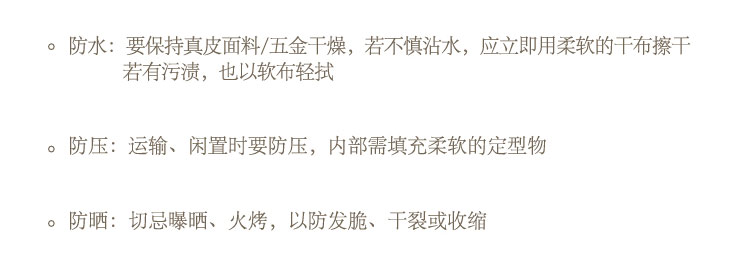 防水：要保持真皮面料/五金干燥，若不慎沾水，应立即用柔软的干布擦干
若有污渍，也以软布轻拭
防压：运输、闲置时要防压，内部需填充柔软的定型物
防晒：切忌曝晒、火烤，以防发脆、干裂或收缩